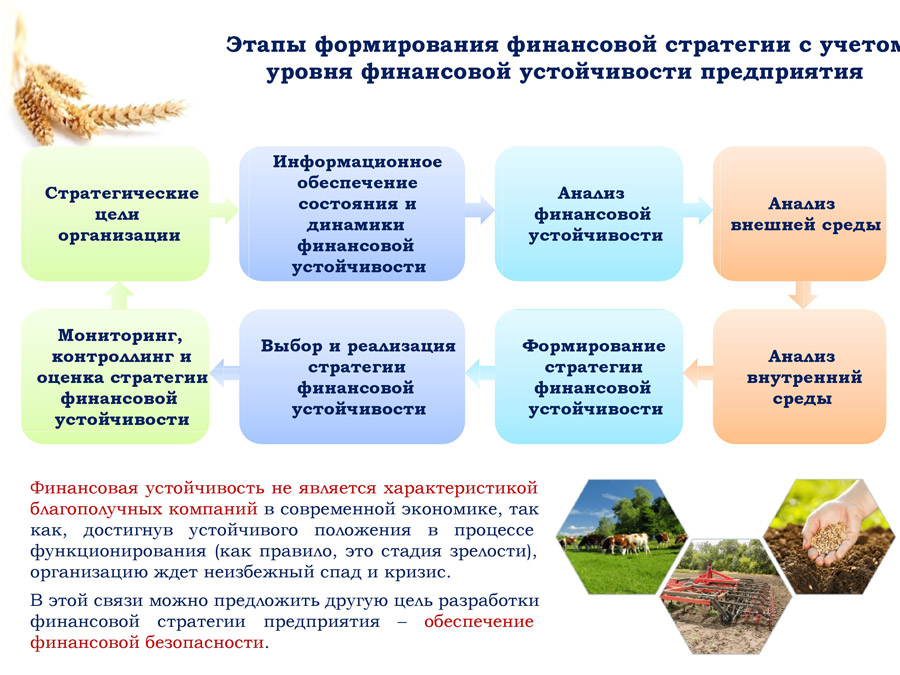 Этапы формирования финансовой стратегии с учетом
уровня финансовой устойчивости предприятия
Стратегические
цели
организации
Информационное
обеспечение
состояния и
динамики
финансовой
устойчивости
Анализ
финансовой
устойчивости
Анализ
внешней среды
Мониторинг,
контроллинг и
оценка стратегии
финансовой
устойчивости
Выбор и реализация
стратегии
финансовой
устойчивости
Формирование
стратегии
финансовой
устойчивости
Анализ
внутренний
среды
Финансовая устойчивость не является характеристикой
благополучных компаний в современной экономике, так
как, достигнув устойчивого положения в процессе
функционирования (как правило, это стадия зрелости),
организацию ждет неизбежный спад и кризис.
В этой связи можно предложить другую цель разработки
финансовой стратегии предприятия – обеспечение
финансовой безопасности.